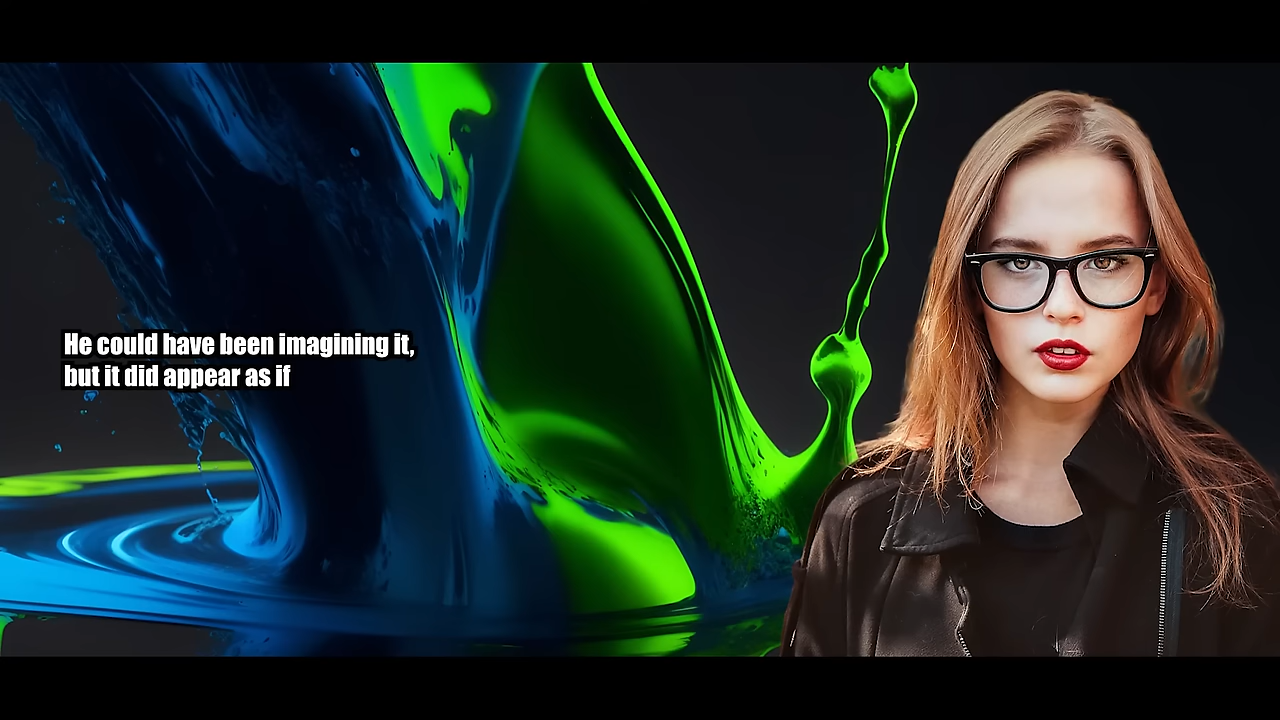 He could have been imagining it,
but it did appear as if